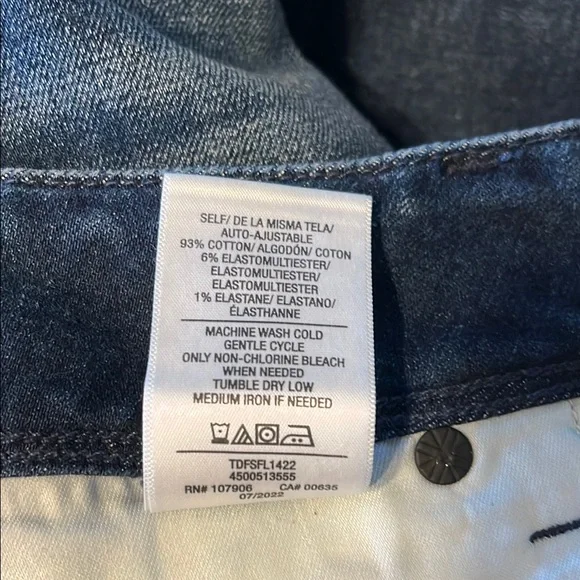 SELF/ DE LA MISMA TELA/
AUTO-AJUSTABLE
93% COTTON/ ALGODÓN/ COTON
6% ELASTOMULTIESTER/
ELASTOMULTIESTER/
ELASTOMULTIESTER
1% ELASTANE/ ELASTANO/
ÉLASTHANNE
MACHINE WASH COLD
GENTLE CYCLE
ONLY NON-CHLORINE BLEACH
WHEN NEEDED
TUMBLE DRY LOW
MEDIUM IRON IF NEEDED
TDFSFL1422
4500513555
RN# 107906 CA# 00635
07/2022